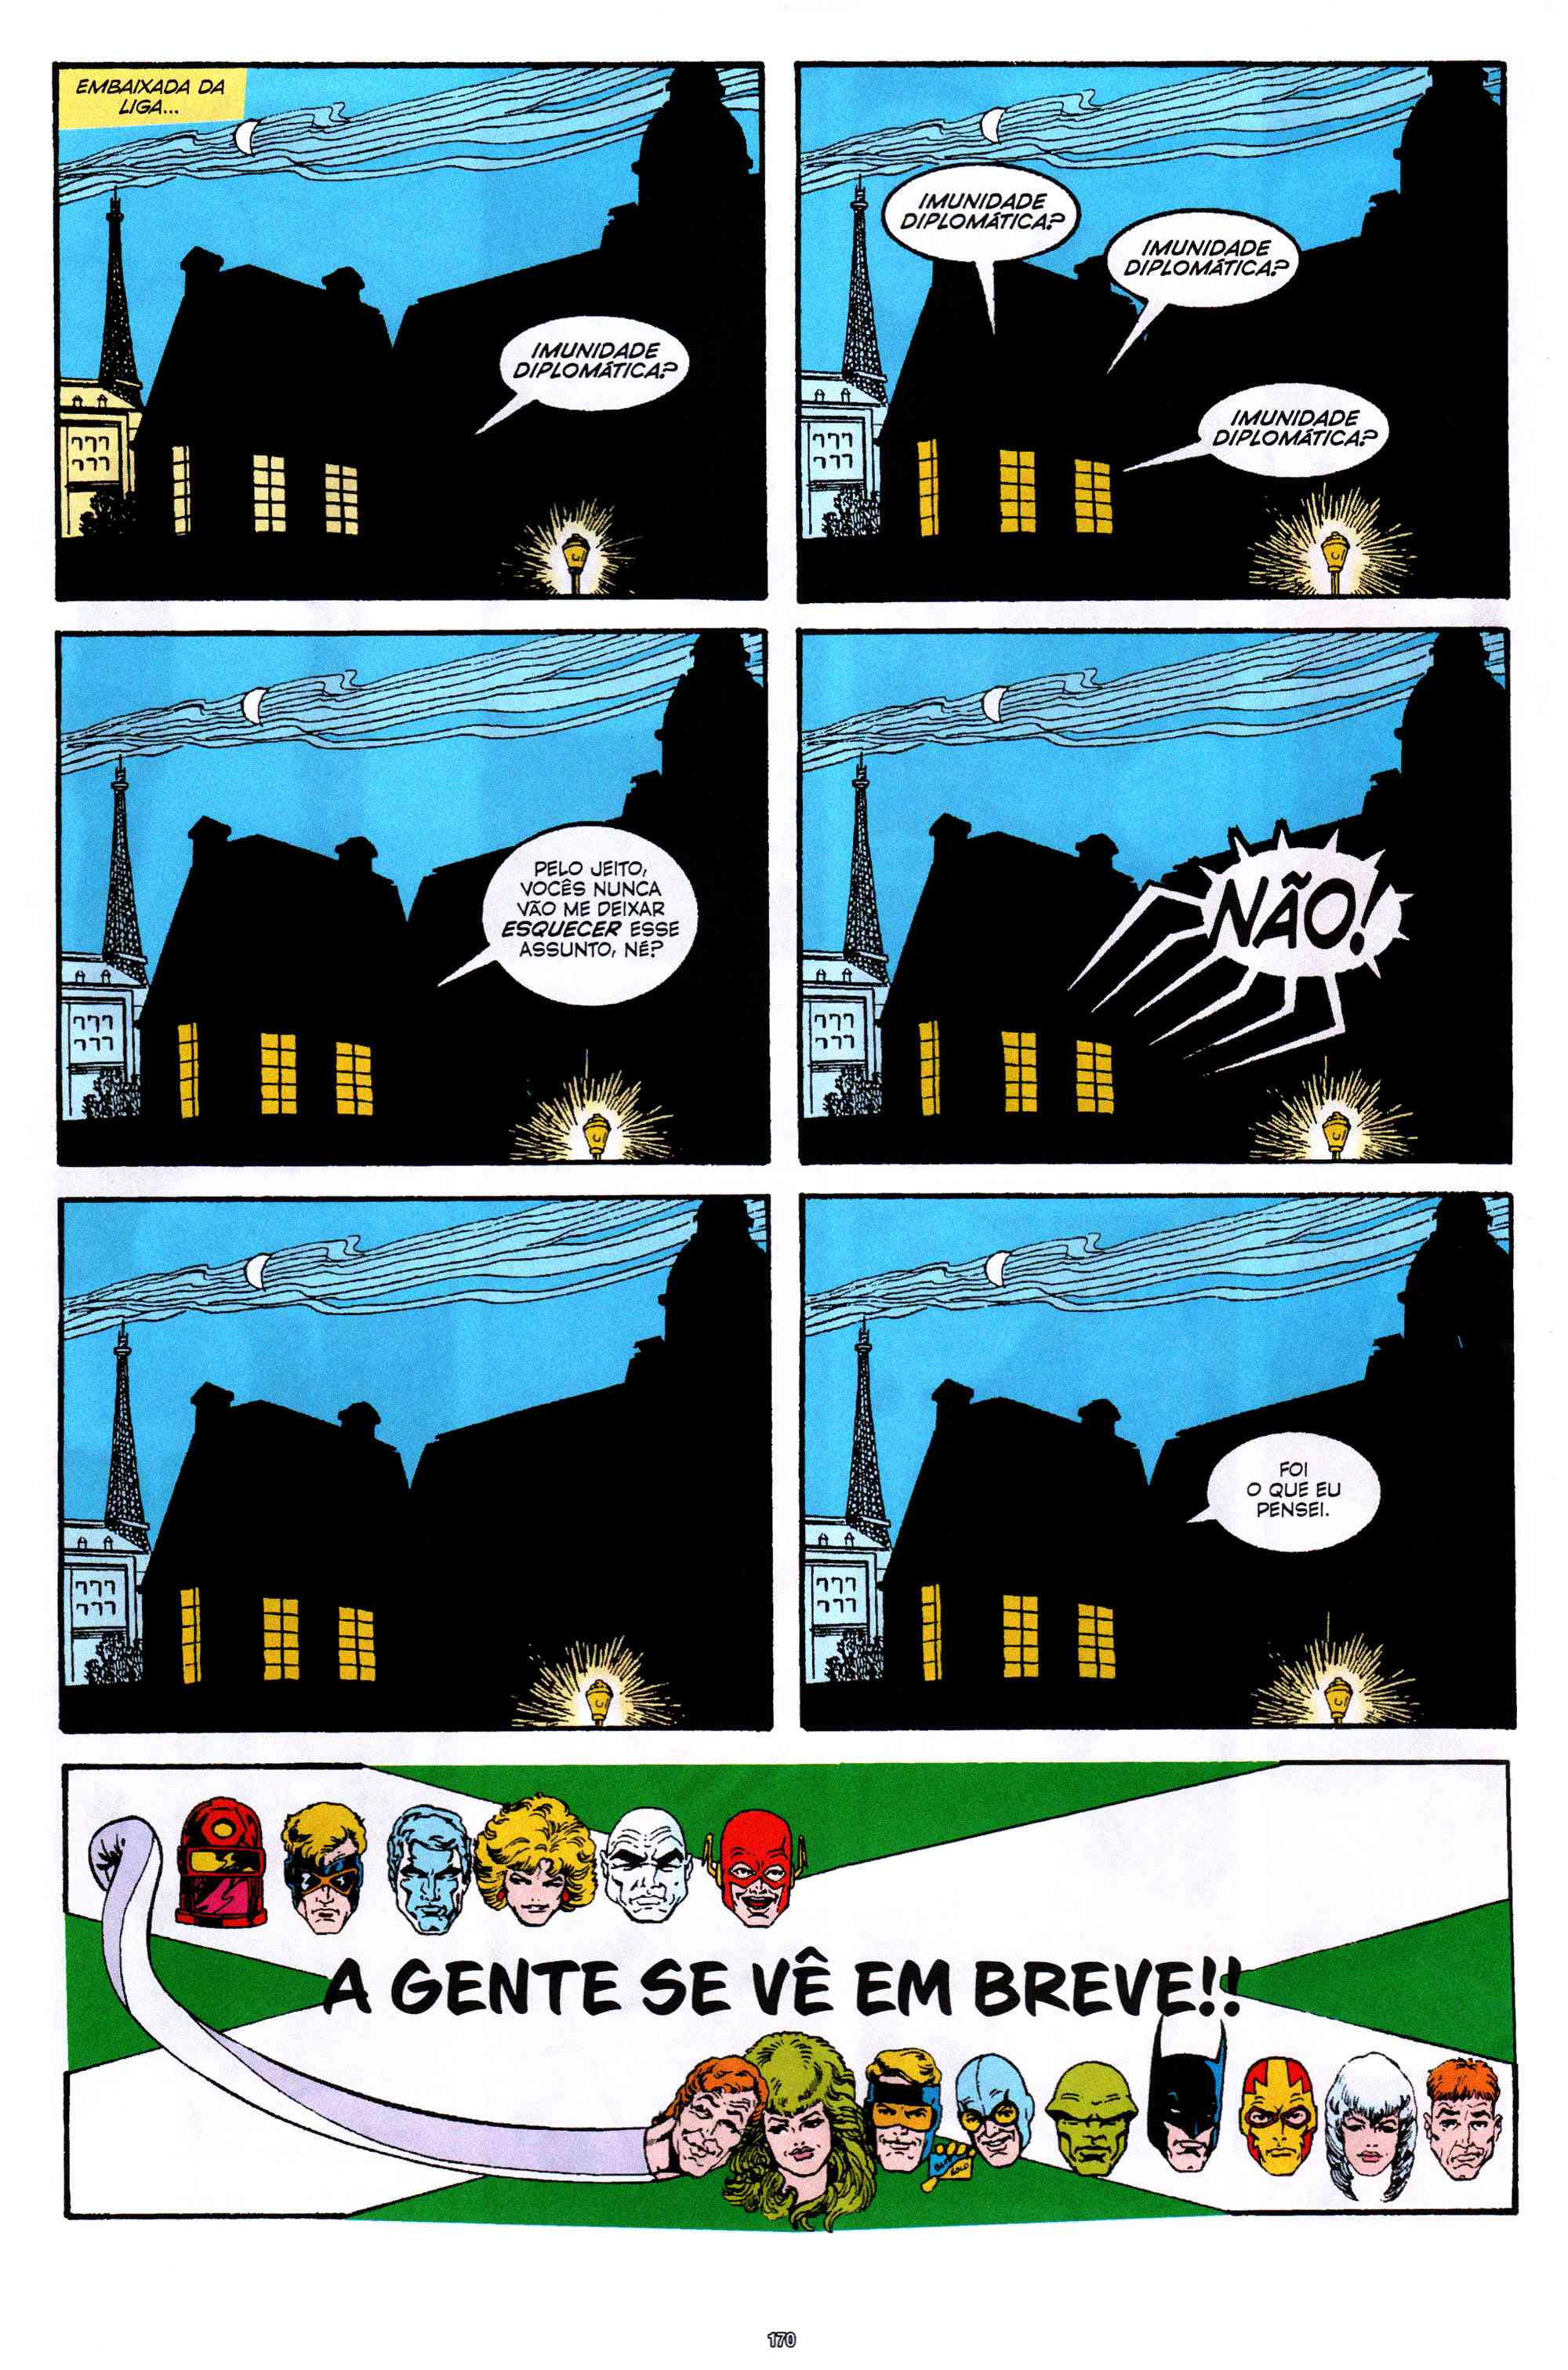 EMBAIXADA DA
LIGA...
IMUNIDADE
DIPLOMÁTICA?
IMUNIDADE
DIPLOMÁTICA?
IMUNIDADE
DIPLOMÁTICA?
IMUNIDADE
DIPLOMÁTICA?
PELO JEITO,
VOCÊS NUNCA
VÃO ME DEIXAR
ESQUECER ESSE
ASSUNTO, NÉ?
NÃO!
FOI
O QUE EU
PENSEI.
A GENTE SE VÊ EM BREVE!!
170